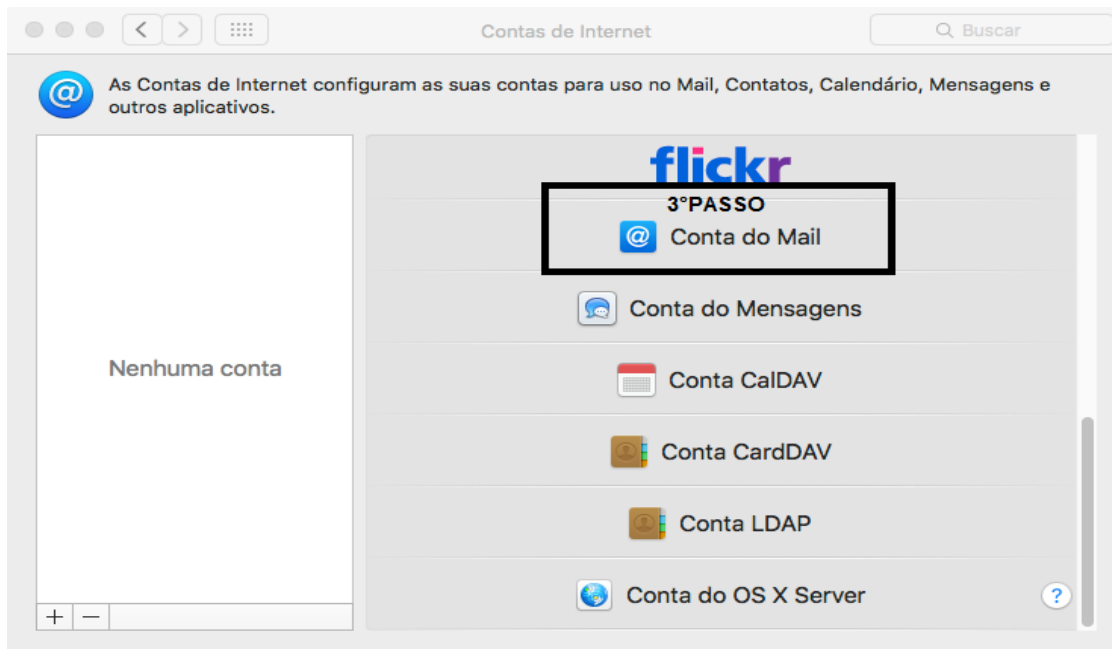 Contas de Internet
Buscar
As Contas de Internet configuram as suas contas para uso no Mail, Contatos, Calendário, Mensagens e
outros aplicativos.
flickr
3°PASSO
@ Conta do Mail
Conta do Mensagens
Nenhuma conta
Conta CalDAV
Conta CardDAV
Conta LDAP
Conta do OS X Server
?
+ −